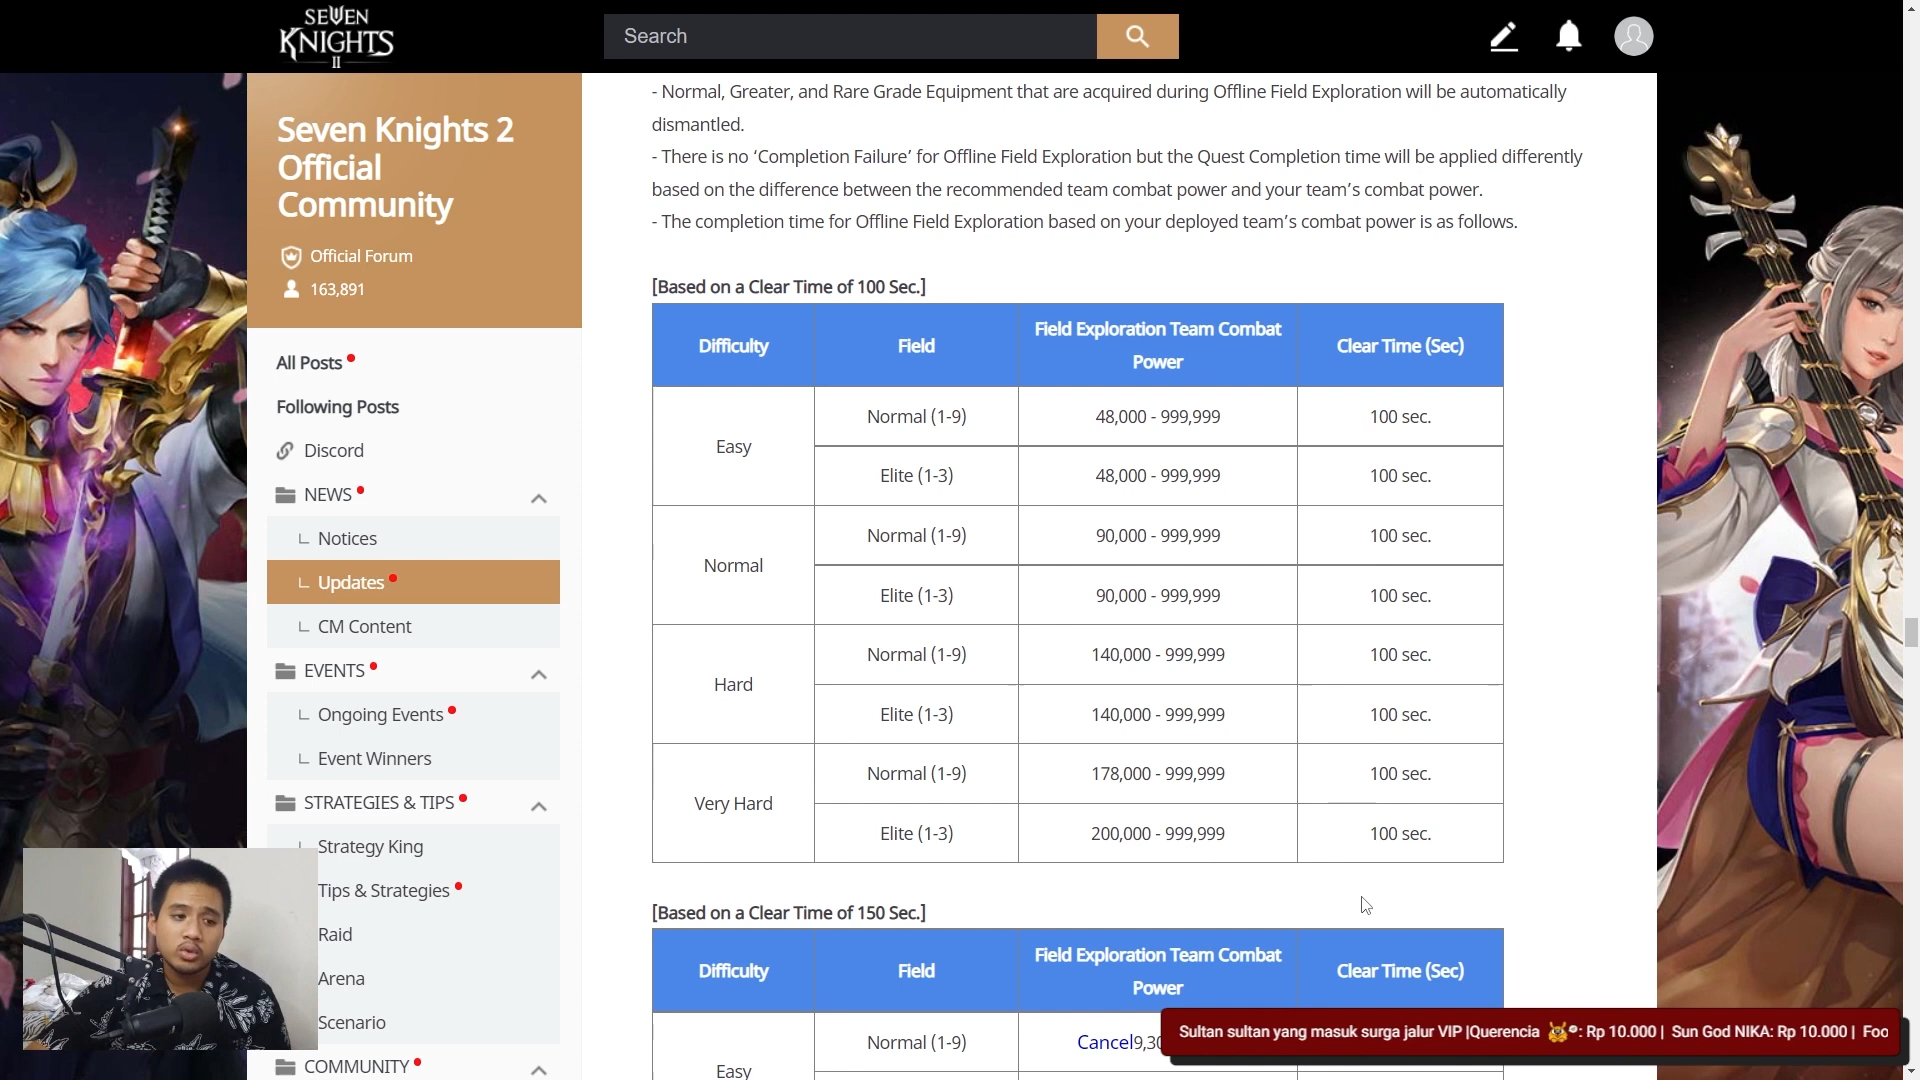 SEVEN
KNIGHTS
II
Search
Seven Knights 2
Official
Community
Official Forum
163,891
All Posts
Following Posts
Discord
NEWS
Notices
Updates
CM Content
EVENTS
Ongoing Events
Event Winners
STRATEGIES & TIPS
Strategy King
Tips & Strategies
Raid
Arena
Scenario
COMMUNITY
- Normal, Greater, and Rare Grade Equipment that are acquired during Offline Field Exploration will be automatically
dismantled.
- There is no ‘Completion Failure’ for Offline Field Exploration but the Quest Completion time will be applied differently
based on the difference between the recommended team combat power and your team’s combat power.
- The completion time for Offline Field Exploration based on your deployed team’s combat power is as follows.
[Based on a Clear Time of 100 Sec.]
Difficulty Field Field Exploration Team Combat Power Clear Time (Sec)
Easy Normal (1-9) 48,000 - 999,999 100 sec.
Elite (1-3) 48,000 - 999,999 100 sec.
Normal Normal (1-9) 90,000 - 999,999 100 sec.
Elite (1-3) 90,000 - 999,999 100 sec.
Hard Normal (1-9) 140,000 - 999,999 100 sec.
Elite (1-3) 140,000 - 999,999 100 sec.
Very Hard Normal (1-9) 178,000 - 999,999 100 sec.
Elite (1-3) 200,000 - 999,999 100 sec.
[Based on a Clear Time of 150 Sec.]
Difficulty Field Field Exploration Team Combat Power Clear Time (Sec)
Easy Normal (1-9) Cancel
Sultan sultan yang masuk surga jalur VIP |Querencia : Rp 10.000 | Sun God NIKA: Rp 10.000 |